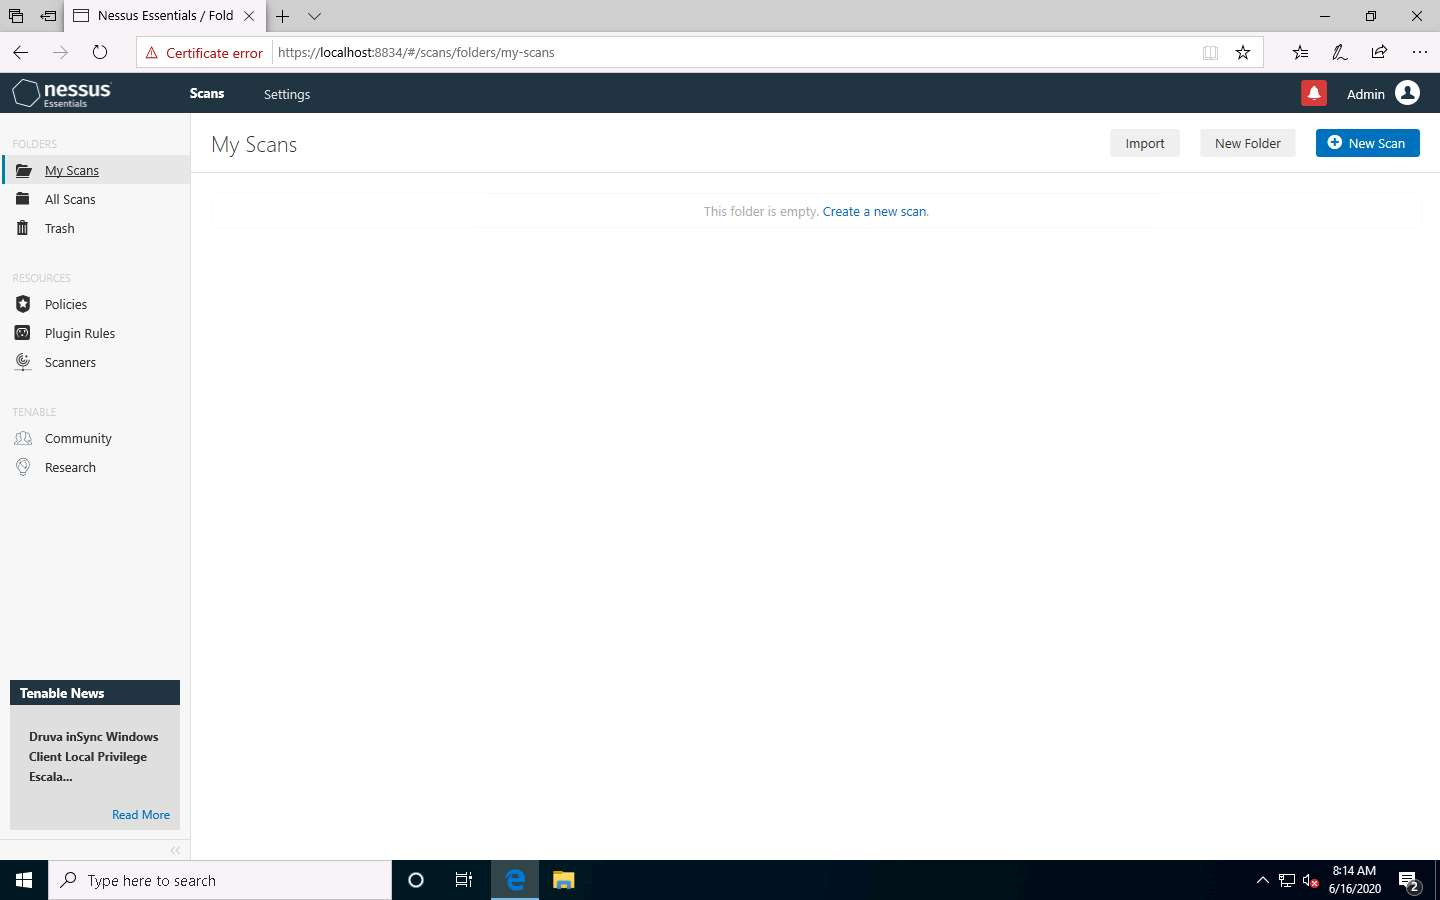 Nessus Essentials / Fold
Certificate error
https://localhost:8834/#/scans/folders/my-scans
nessus
Essentials
Scans
Settings
Admin
FOLDERS
My Scans
All Scans
Trash
RESOURCES
Policies
Plugin Rules
Scanners
TENABLE
Community
Research
Tenable News
Druva inSync Windows
Client Local Privilege
Escala...
Read More
My Scans
Import
New Folder
New Scan
This folder is empty. Create a new scan.
Type here to search
8:14 AM
6/16/2020
2